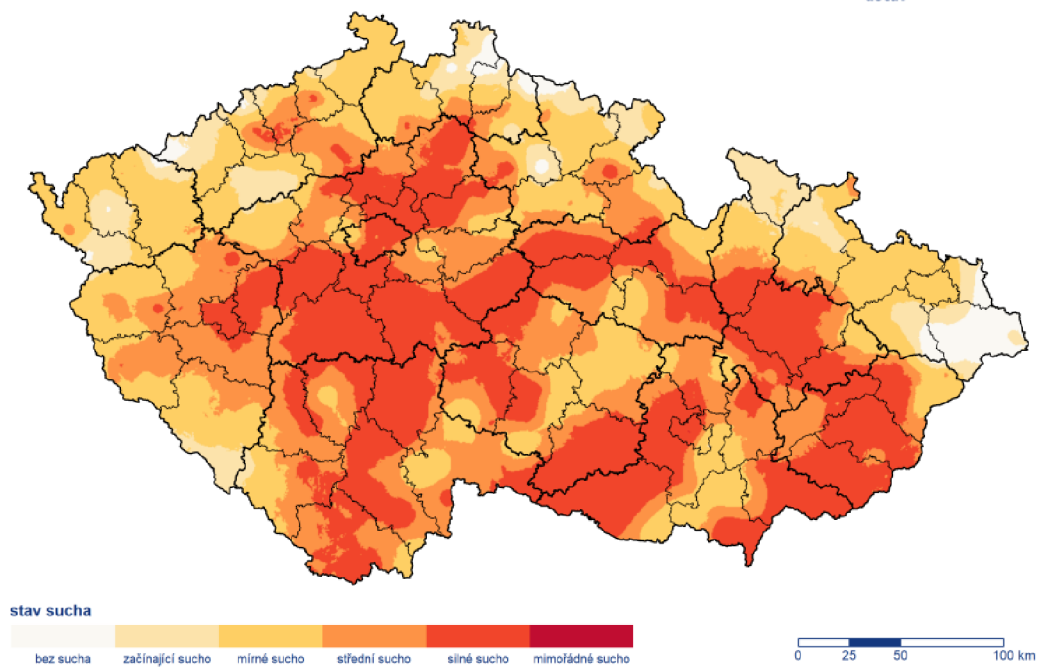 stav sucha
bez sucha začínající sucho mírné sucho střední sucho silné sucho mimořádné sucho
0 25 50 100 km